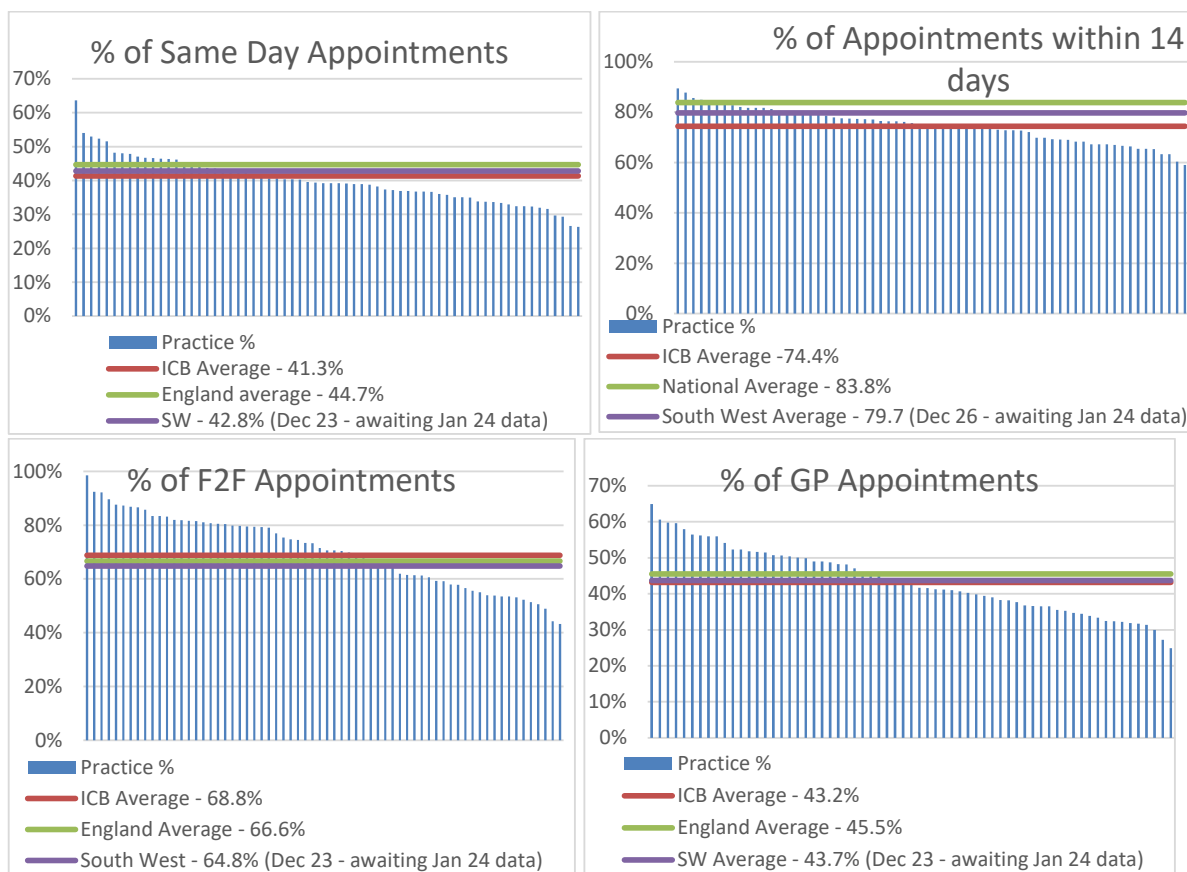 % of Same Day Appointments
70%
60%
50%
40%
30%
20%
10%
0%
Practice %
ICB Average - 41.3%
England average - 44.7%
SW - 42.8% (Dec 23 - awaiting Jan 24 data)
% of Appointments within 14
days
100%
80%
60%
40%
20%
0%
Practice %
ICB Average -74.4%
National Average - 83.8%
South West Average - 79.7 (Dec 26 - awaiting Jan 24 data)
% of F2F Appointments
100%
80%
60%
40%
20%
0%
Practice %
ICB Average - 68.8%
England Average - 66.6%
South West - 64.8% (Dec 23 - awaiting Jan 24 data)
% of GP Appointments
70%
60%
50%
40%
30%
20%
10%
0%
Practice %
ICB Average - 43.2%
England Average - 45.5%
SW Average - 43.7% (Dec 23 - awaiting Jan 24 data)